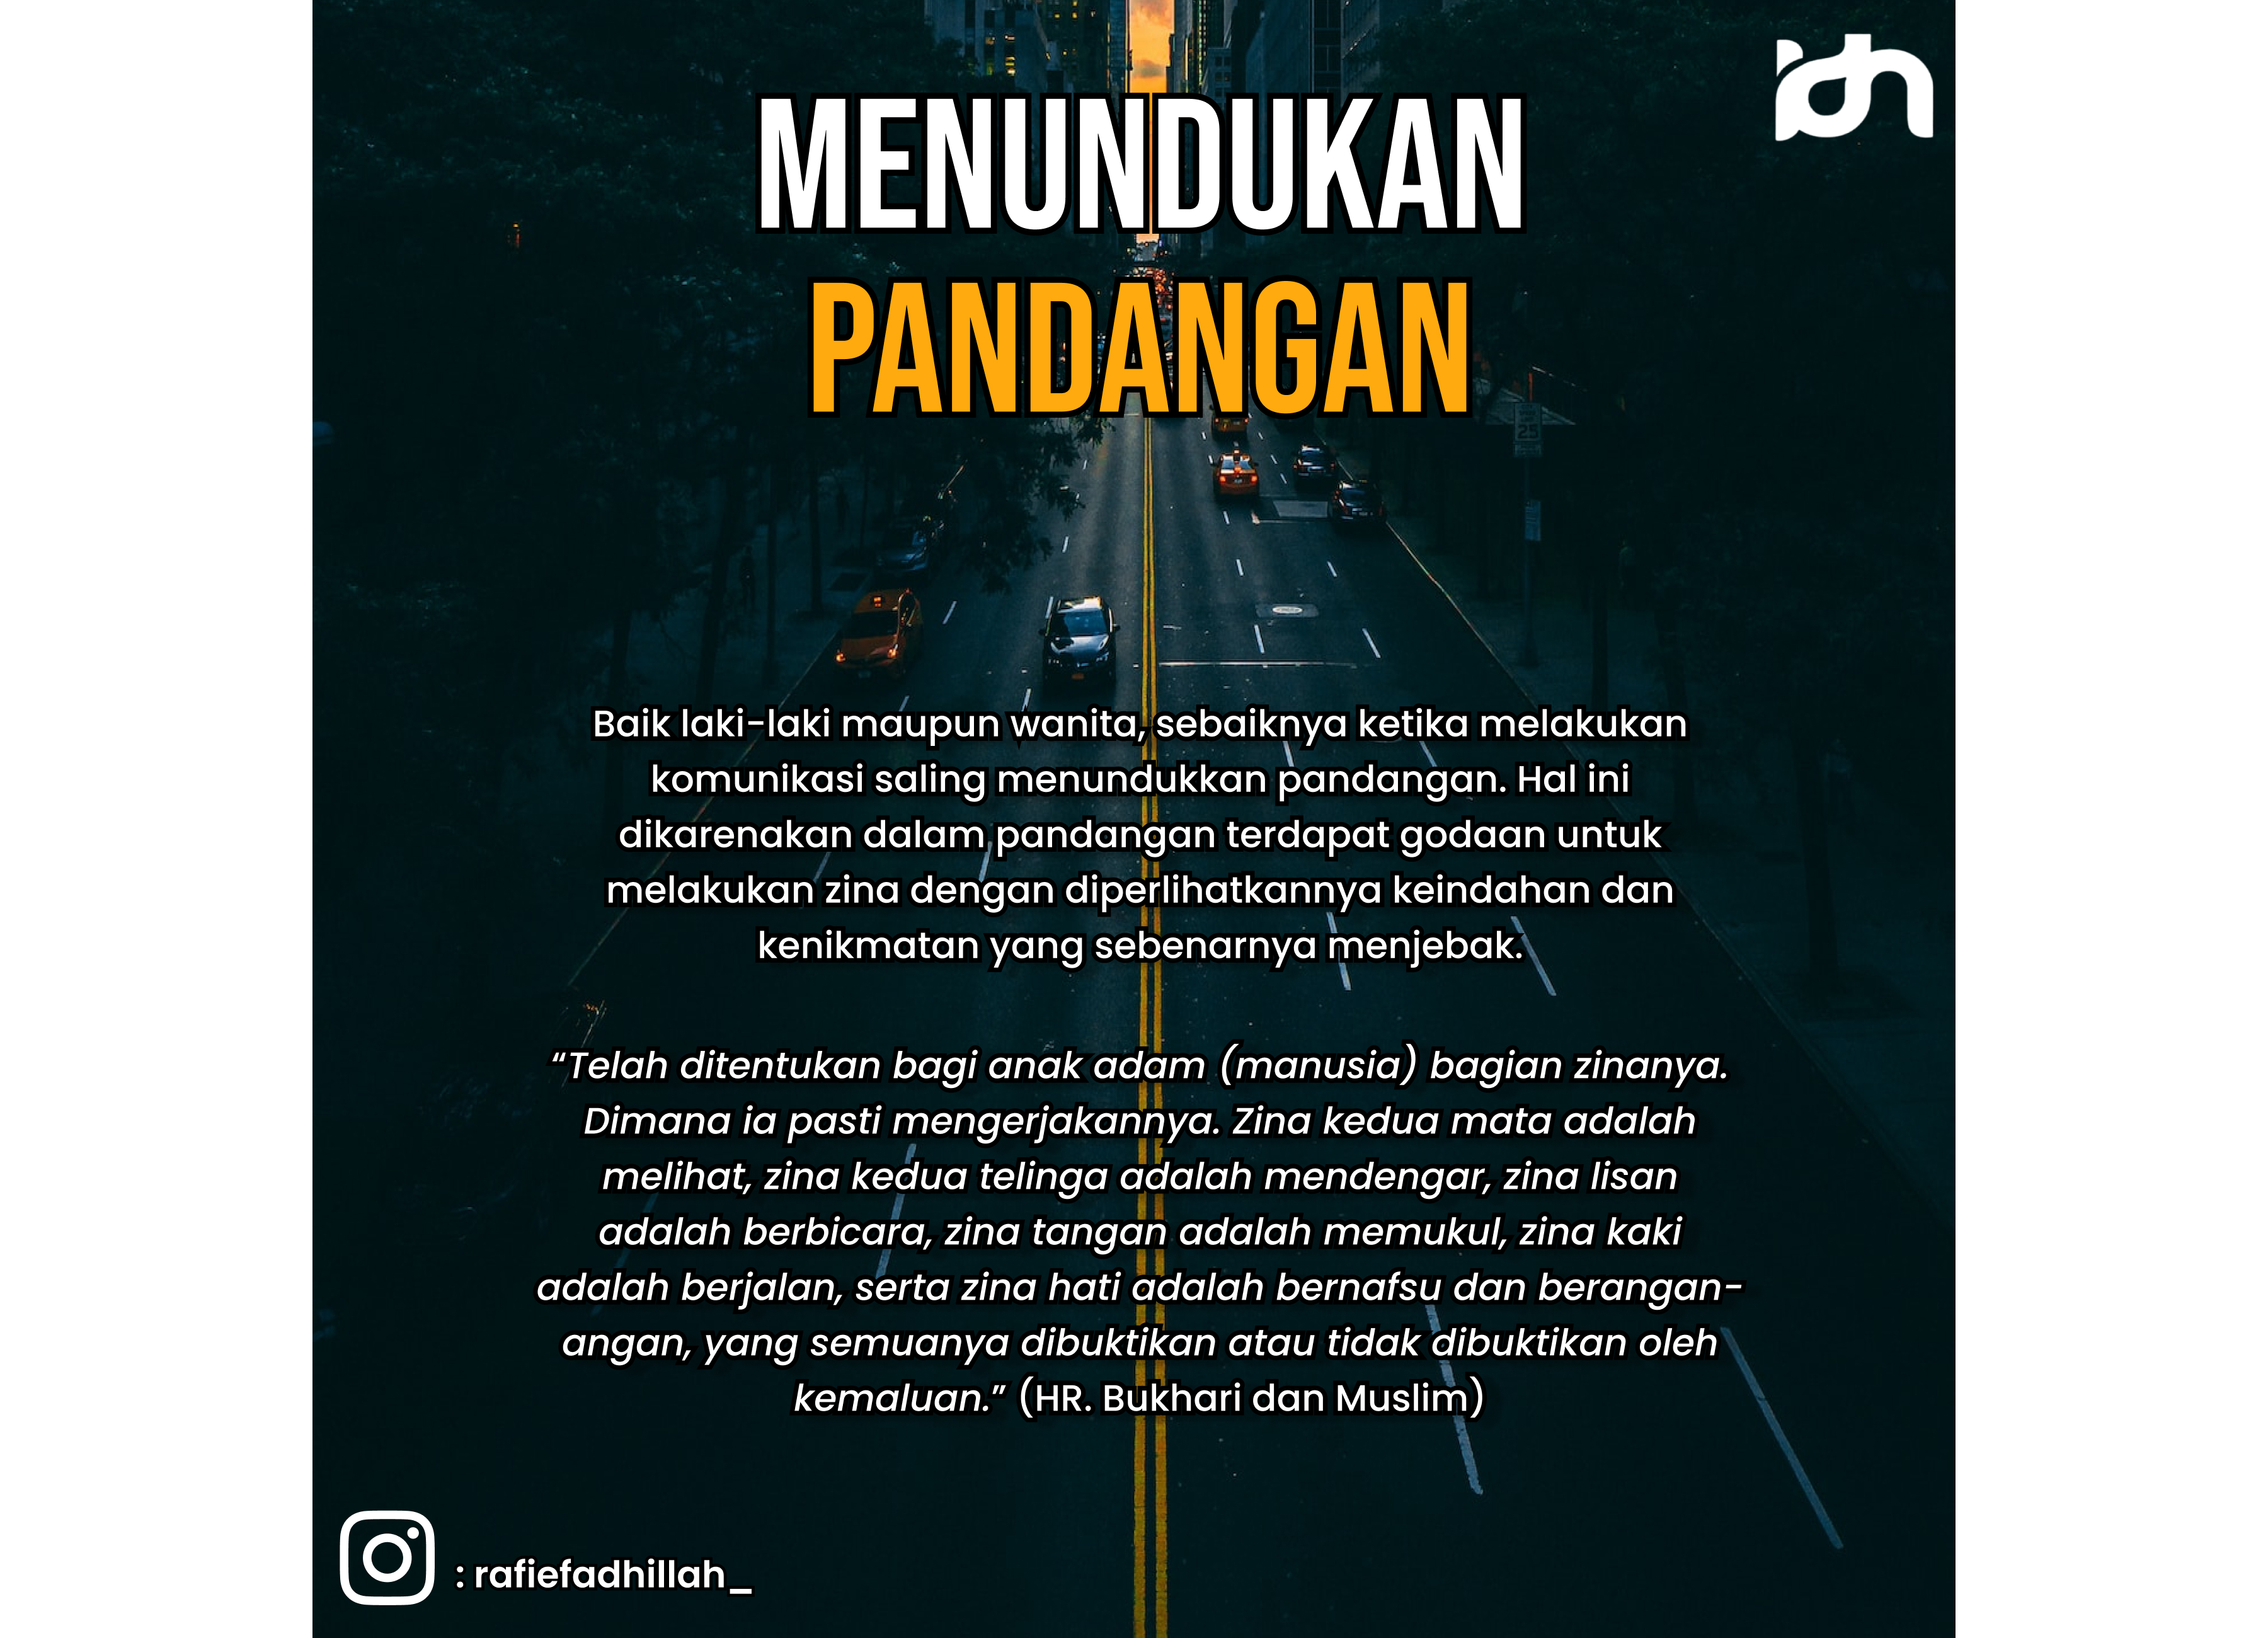 MENUNDUKAN
PANDANGAN
Baik laki-laki maupun wanita, sebaiknya ketika melakukan
komunikasi saling menundukkan pandangan. Hal ini
dikarenakan dalam pandangan terdapat godaan untuk
melakukan zina dengan diperlihatkannya keindahan dan
kenikmatan yang sebenarnya menjebak.
“Telah ditentukan bagi anak adam (manusia) bagian zinanya.
Dimana ia pasti mengerjakannya. Zina kedua mata adalah
melihat, zina kedua telinga adalah mendengar, zina lisan
adalah berbicara, zina tangan adalah memukul, zina kaki
adalah berjalan, serta zina hati adalah bernafsu dan berangan-
angan, yang semuanya dibuktikan atau tidak dibuktikan oleh
kemaluan.” (HR. Bukhari dan Muslim)
: rafiefadhillah_